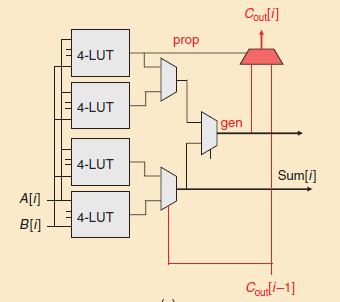 C_out[i]
prop
4-LUT
4-LUT
gen
4-LUT
Sum[i]
A[i]
4-LUT
B[i]
C_out[i–1]